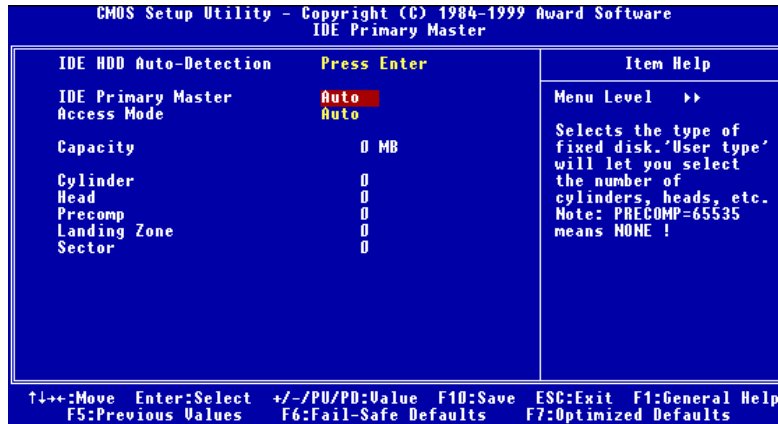 CMOS Setup Utility - Copyright (C) 1984-1999 Award Software
IDE Primary Master
IDE HDD Auto-Detection Press Enter
IDE Primary Master Auto
Access Mode Auto
Capacity 0 MB
Cylinder 0
Head 0
Precomp 0
Landing Zone 0
Sector 0
Item Help
Menu Level ▸▸
Selects the type of
fixed disk.'User type'
will let you select
the number of
cylinders, heads, etc.
Note: PRECOMP=65535
means NONE !
↑↓→←:Move Enter:Select +/-/PU/PD:Value F10:Save ESC:Exit F1:General Help
F5:Previous Values F6:Fail-Safe Defaults F7:Optimized Defaults